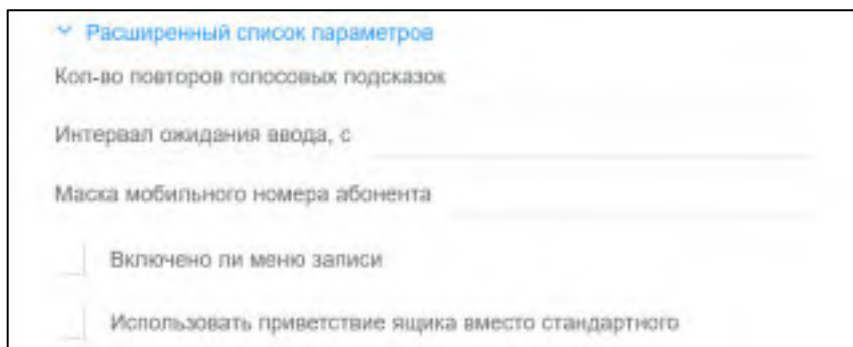 Расширенный список параметров
Кол-во повторов голосовых подсказок
Интервал ожидания ввода, с
Маска мобильного номера абонента
Включено ли меню записи
Использовать приветствие ящика вместо стандартного